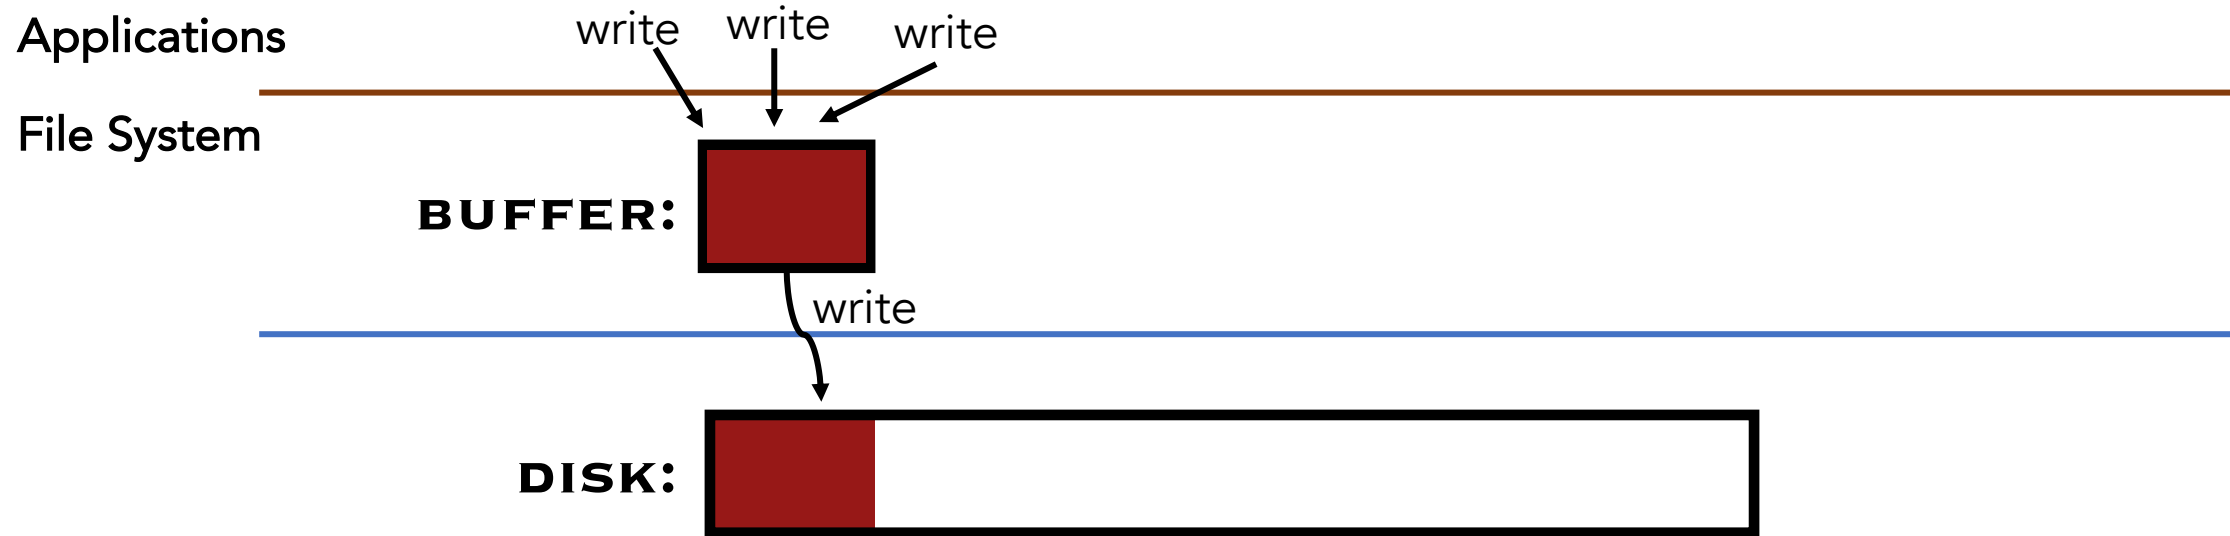 Applications
write
write
write
File System
BUFFER:
write
DISK: